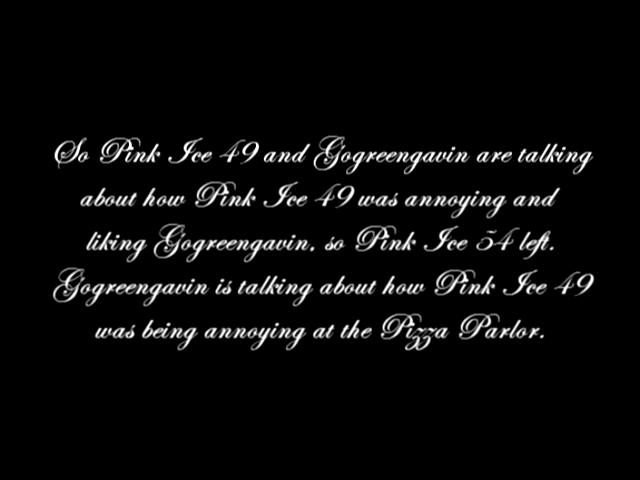 So Pink Ice 49 and Gogreengavin are talking
about how Pink Ice 49 was annoying and
liking Gogreengavin, so Pink Ice 54 left.
Gogreengavin is talking about how Pink Ice 49
was being annoying at the Pizza Parlor.